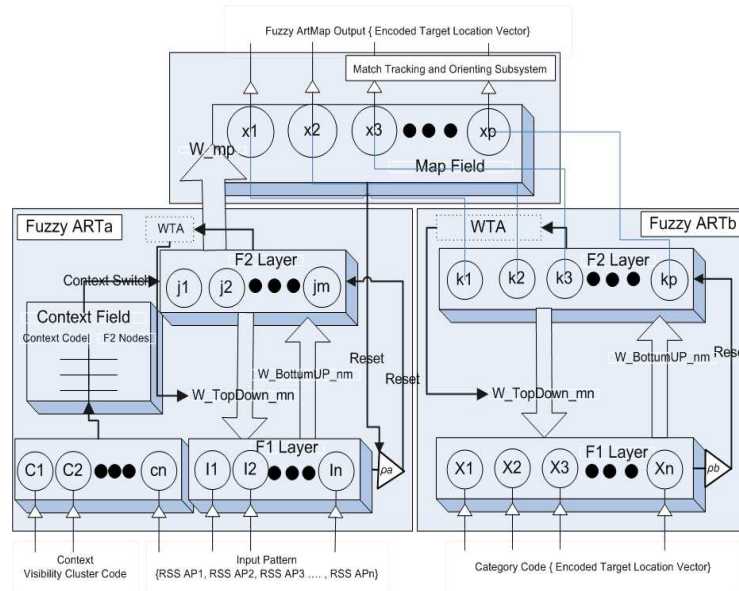 Fuzzy ArtMap Output { Encoded Target Location Vector}
Match Tracking and Orienting Subsystem
x1 x2 x3 xp
W_mp
Map Field
Fuzzy ARTa
WTA
F2 Layer
Context Switch
j1 j2 jm
Context Field
Context Code F2 Nodes
Reset
W_BottumUP_nm
Reset
W_TopDown_mn
F1 Layer
C1 C2 cn
I1 I2 In
ρa
Context
Visibility Cluster Code
Input Pattern
{RSS AP1, RSS AP2, RSS AP3 .... , RSS APn}
Fuzzy ARTb
WTA
F2 Layer
k1 k2 k3 kp
W_BottumUP_nm
Rese
W_TopDown_mn
F1 Layer
X1 X2 X3 Xn
ρb
Category Code { Encoded Target Location Vector}